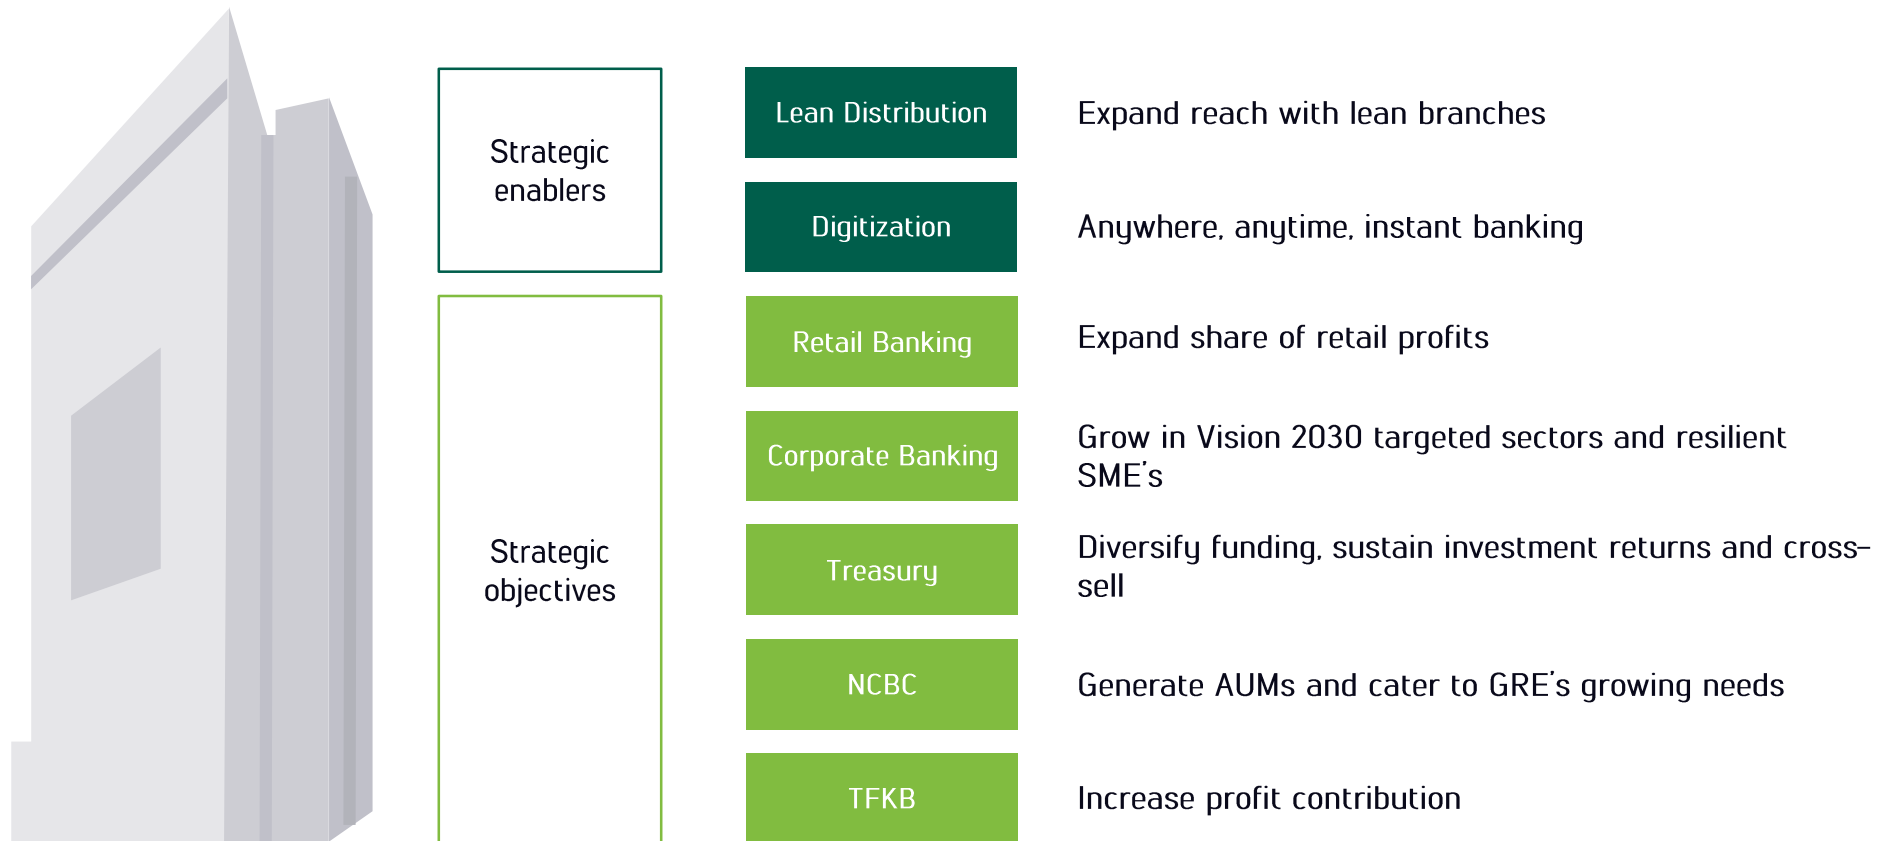 Strategic
enablers
Lean Distribution
Expand reach with lean branches
Digitization
Anywhere, anytime, instant banking
Strategic
objectives
Retail Banking
Expand share of retail profits
Corporate Banking
Grow in Vision 2030 targeted sectors and resilient
SME's
Treasury
Diversify funding, sustain investment returns and cross-
sell
NCBC
Generate AUMs and cater to GRE's growing needs
TFKB
Increase profit contribution